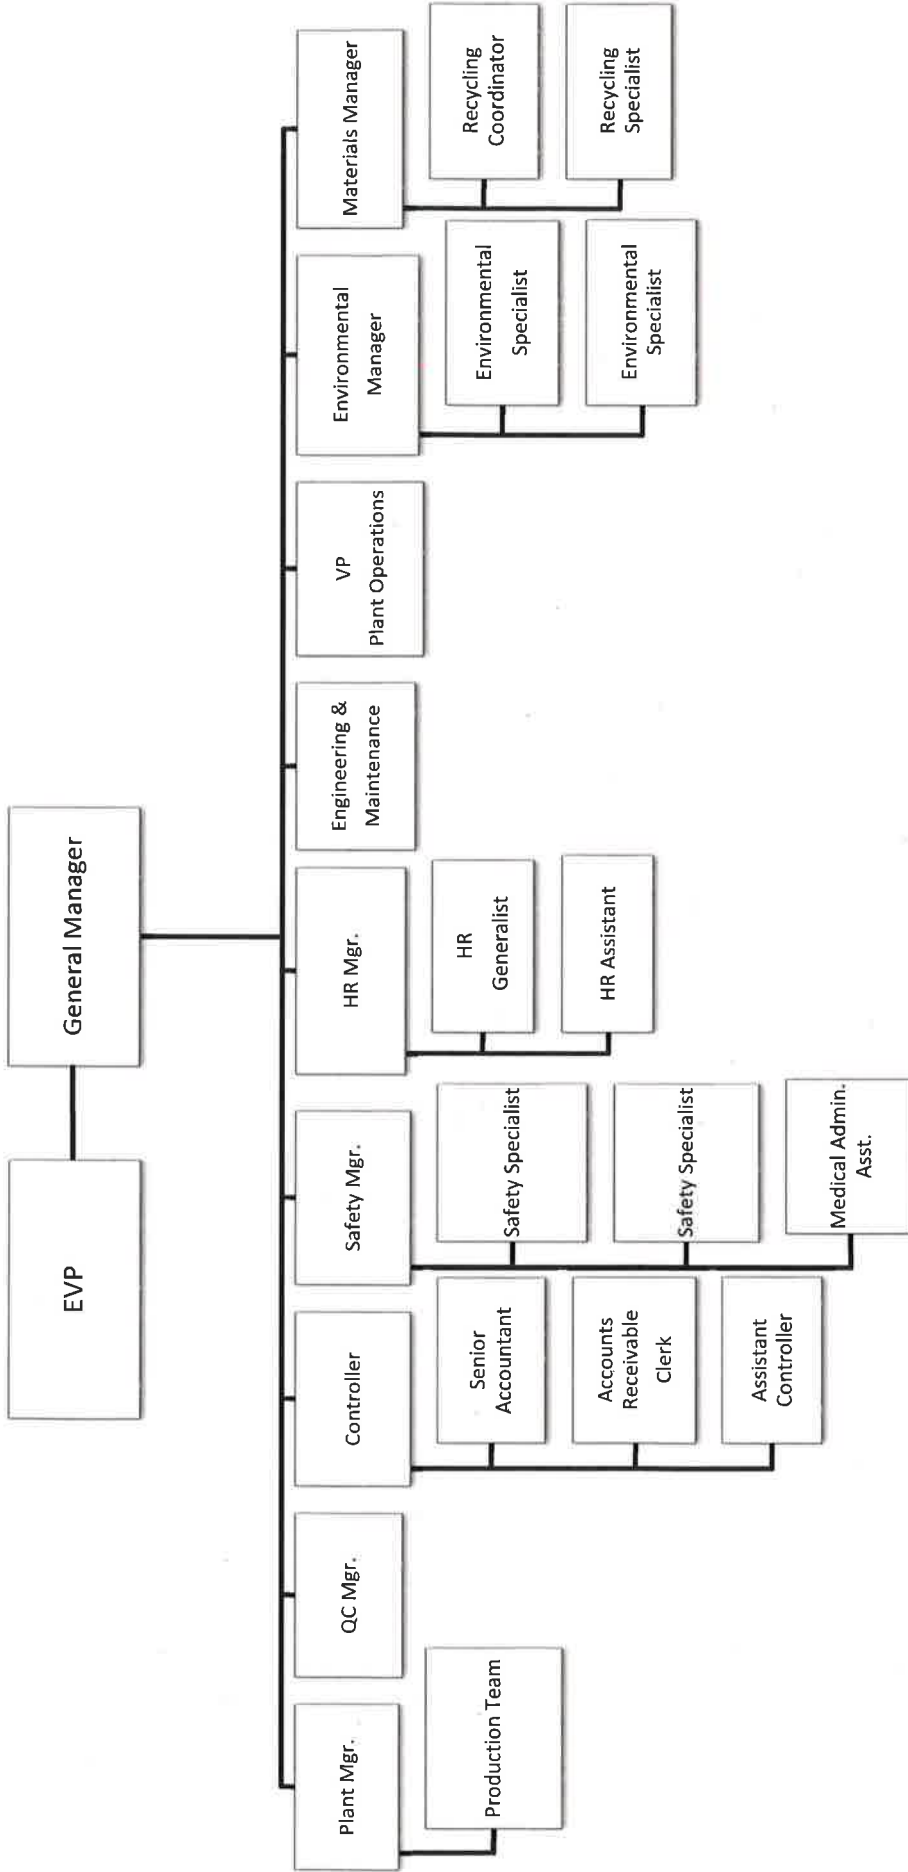 EVP
General Manager
Plant Mgr.
Production Team
QC Mgr.
Controller
Senior
Accountant
Accounts
Receivable
Clerk
Assistant
Controller
Safety Mgr.
Safety Specialist
Safety Specialist
Medical Admin.
Asst.
HR Mgr.
HR
Generalist
HR Assistant
Engineering &
Maintenance
VP
Plant Operations
Environmental
Manager
Environmental
Specialist
Environmental
Specialist
Materials Manager
Recycling
Coordinator
Recycling
Specialist